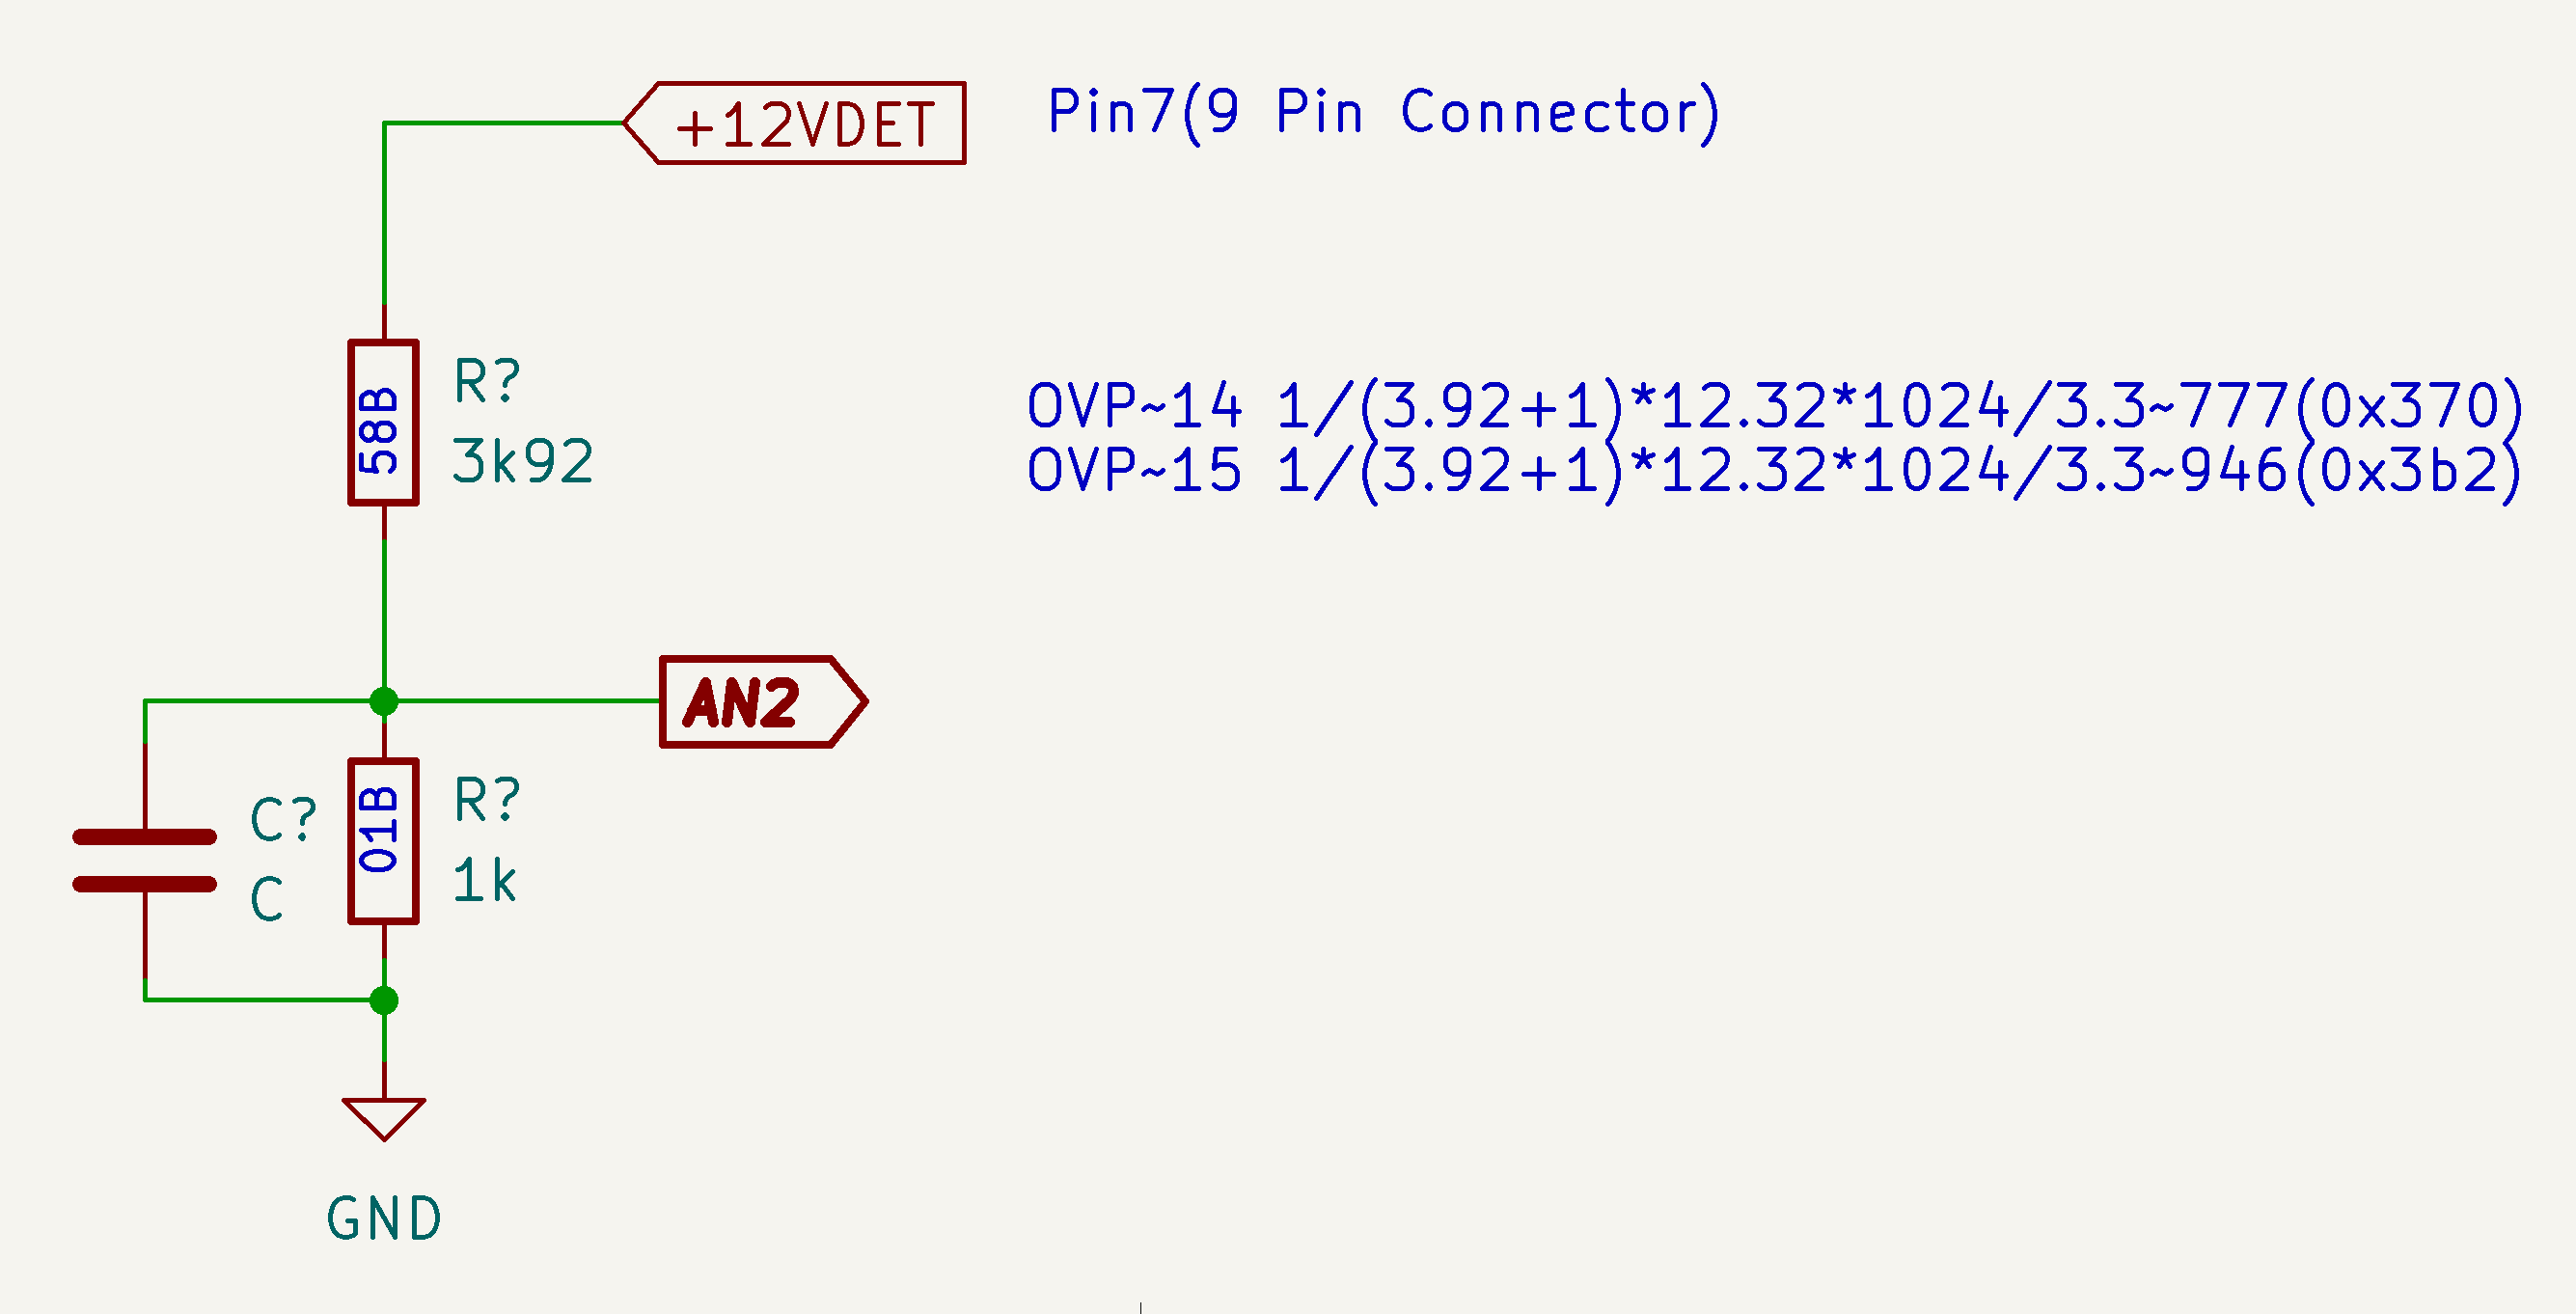 +12VDET
Pin7(9 Pin Connector)
58B
R?
3k92
OVP~14 1/(3.92+1)*12.32*1024/3.3~777(0x370)
OVP~15 1/(3.92+1)*12.32*1024/3.3~946(0x3b2)
AN2
C?
C
01B
R?
1k
GND